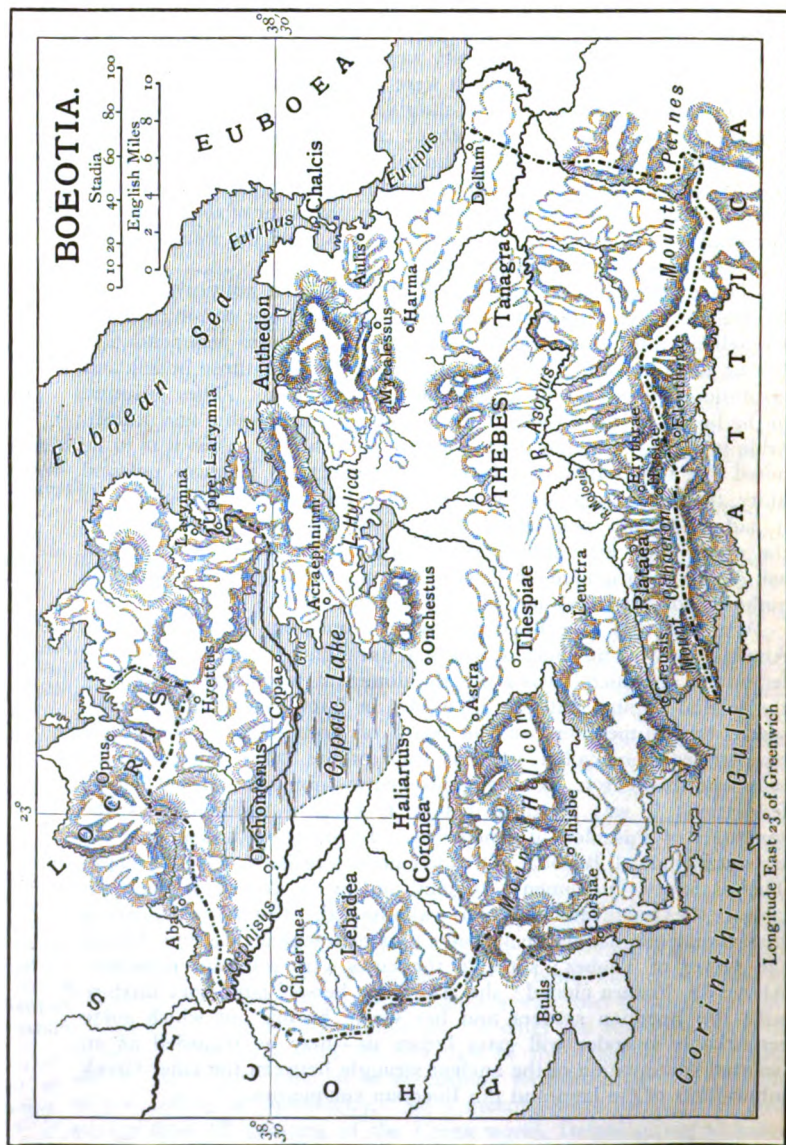 BOEOTIA.
Stadia
0 10 20 40 60 80 100
English Miles
0 2 4 6 8 10
EUBOEA
Euboean Sea
LOCRIS
Opus
Larymna
Upper Larymna
Hyettus
Abae
Anthedon
Euripus
Chalcis
Euripus
Aulis
Copae
Gla
Acraephnium
L. Hylica
Mycalessus
Harma
Delium
Orchomenus
Cephisus
Copaic Lake
Chaeronea
Lebadea
Haliartus
Coronea
Onchestus
THEBES
Tanagra
R. Asopus
Ascra
Thespiae
Leuctra
Mount Helicon
Thisbe
Corsiae
Bulis
PHOCIS
Creusis
Plataea
R. Moloeis
Erythrae
Hysiae
Eleutherae
Mount Cithaeron
Mount Parnes
ATTICA
Corinthian Gulf
38°
30'
38°
30'
23°
Longitude East 23° of Greenwich